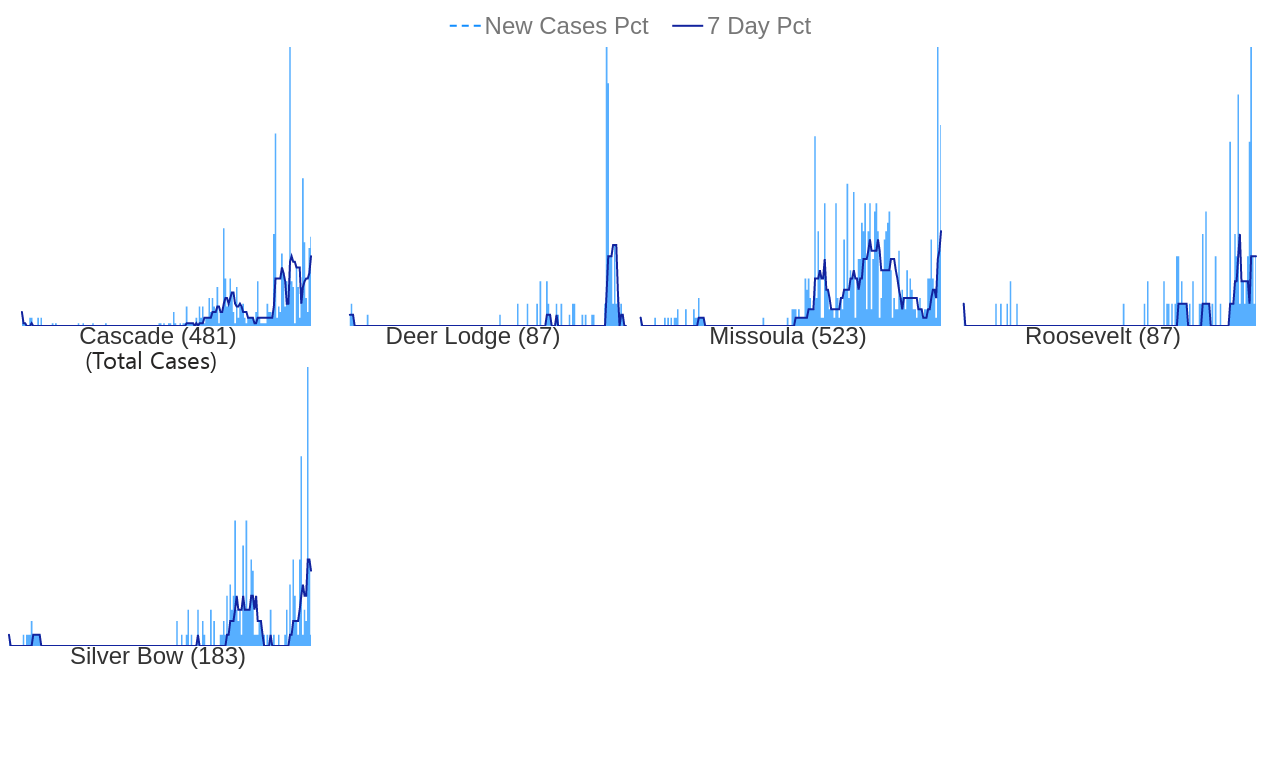 New Cases Pct 7 Day Pct
Cascade (481) Deer Lodge (87) Missoula (523) Roosevelt (87)
(Total Cases)
Silver Bow (183)